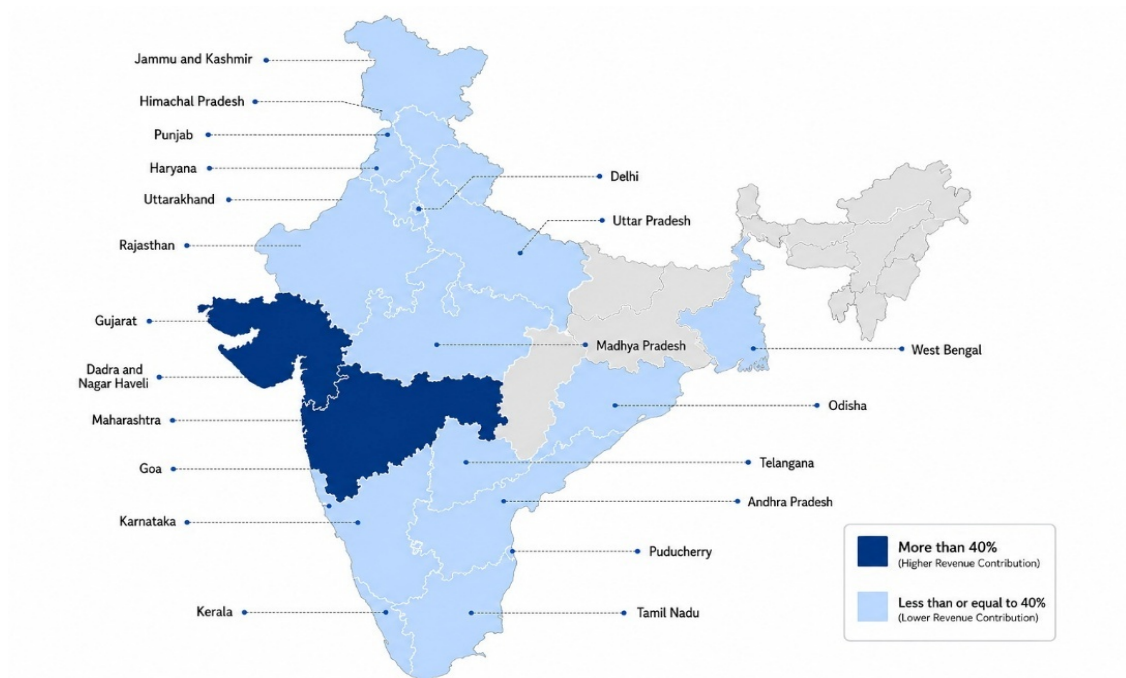 Jammu and Kashmir
Himachal Pradesh
Punjab
Haryana
Delhi
Uttarakhand
Uttar Pradesh
Rajasthan
Gujarat
Madhya Pradesh
West Bengal
Dadra and
Nagar Haveli
Odisha
Maharashtra
Telangana
Goa
Andhra Pradesh
Karnataka
Puducherry
Kerala
Tamil Nadu
More than 40%
(Higher Revenue Contribution)
Less than or equal to 40%
(Lower Revenue Contribution)